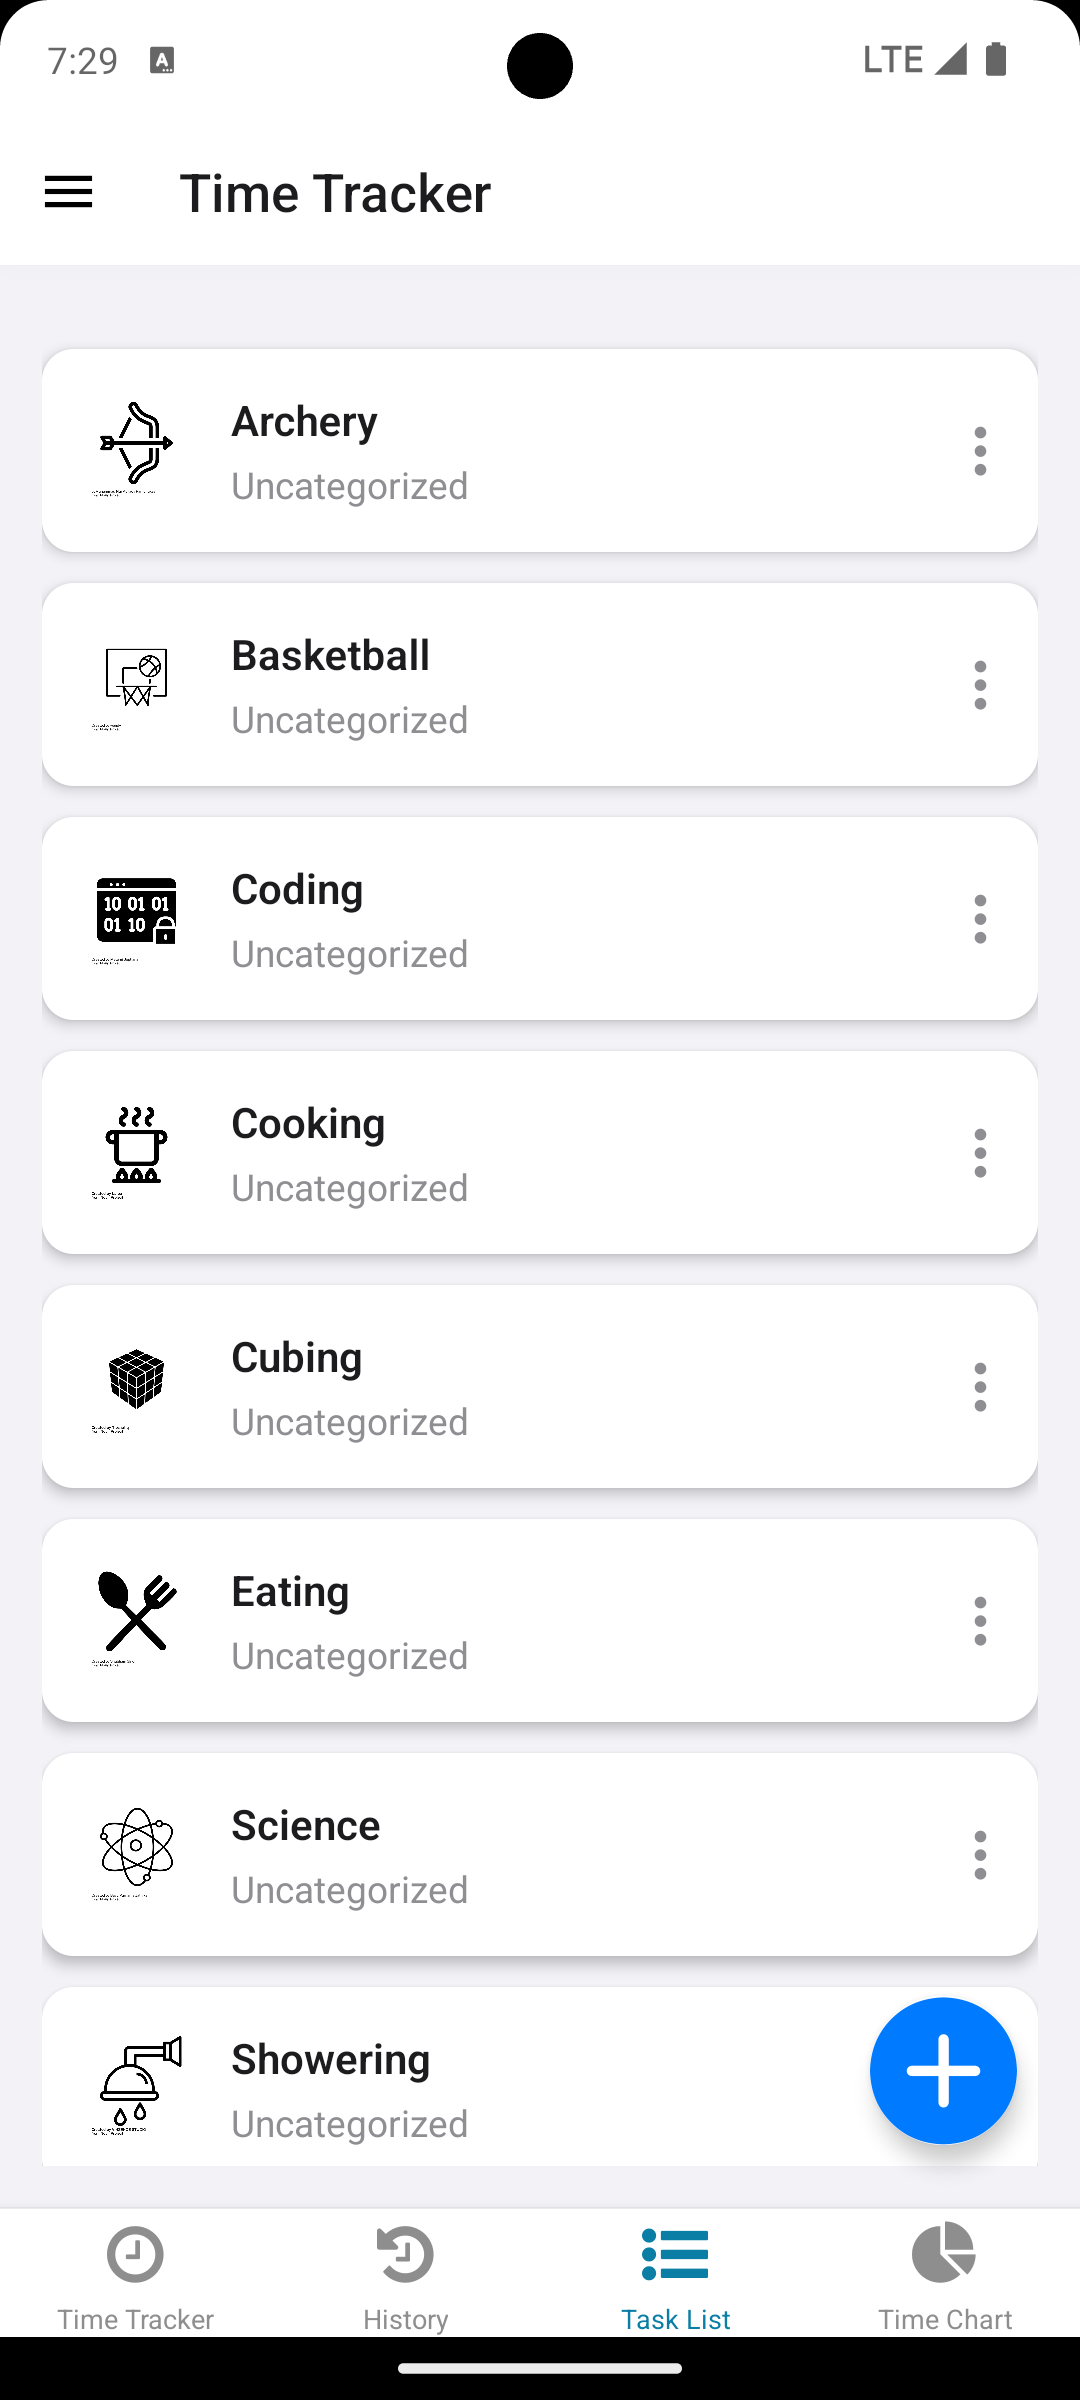 7:29
LTE
Time Tracker
Archery
Uncategorized
Basketball
Uncategorized
10 01 01
01 10
Coding
Uncategorized
Cooking
Uncategorized
Cubing
Uncategorized
Eating
Uncategorized
Science
Uncategorized
Showering
Uncategorized
Time Tracker
History
Task List
Time Chart